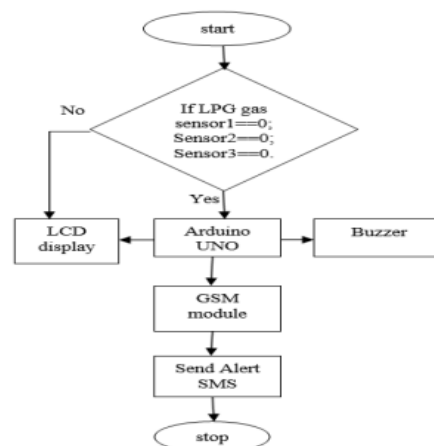 start
If LPG gas
sensor1==0;
Sensor2==0;
Sensor3==0.
No
Yes
LCD
display
Arduino
UNO
Buzzer
GSM
module
Send Alert
SMS
stop